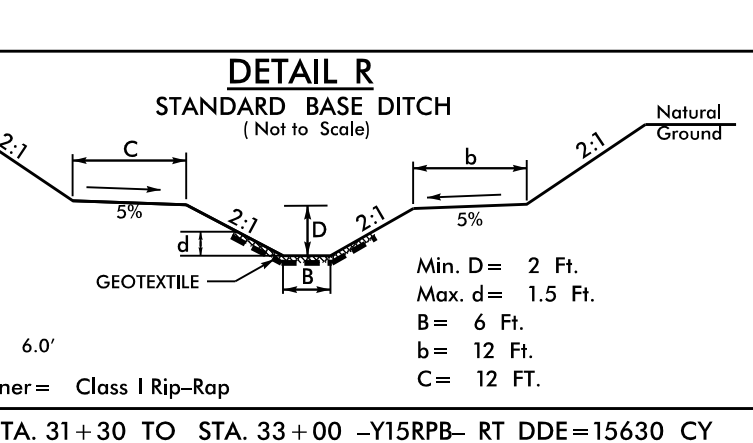 DETAIL R
STANDARD BASE DITCH
( Not to Scale)
Natural
Ground
2:1
C
b
2:1
5%
5%
2:1
2:1
D
d
B
GEOTEXTILE
Min. D= 2 Ft.
Max. d= 1.5 Ft.
B= 6 Ft.
b= 12 Ft.
C= 12 FT.
6.0'
ner= Class I Rip-Rap
TA. 31+30 TO STA. 33+00 -Y15RPB- RT DDE=15630 CY